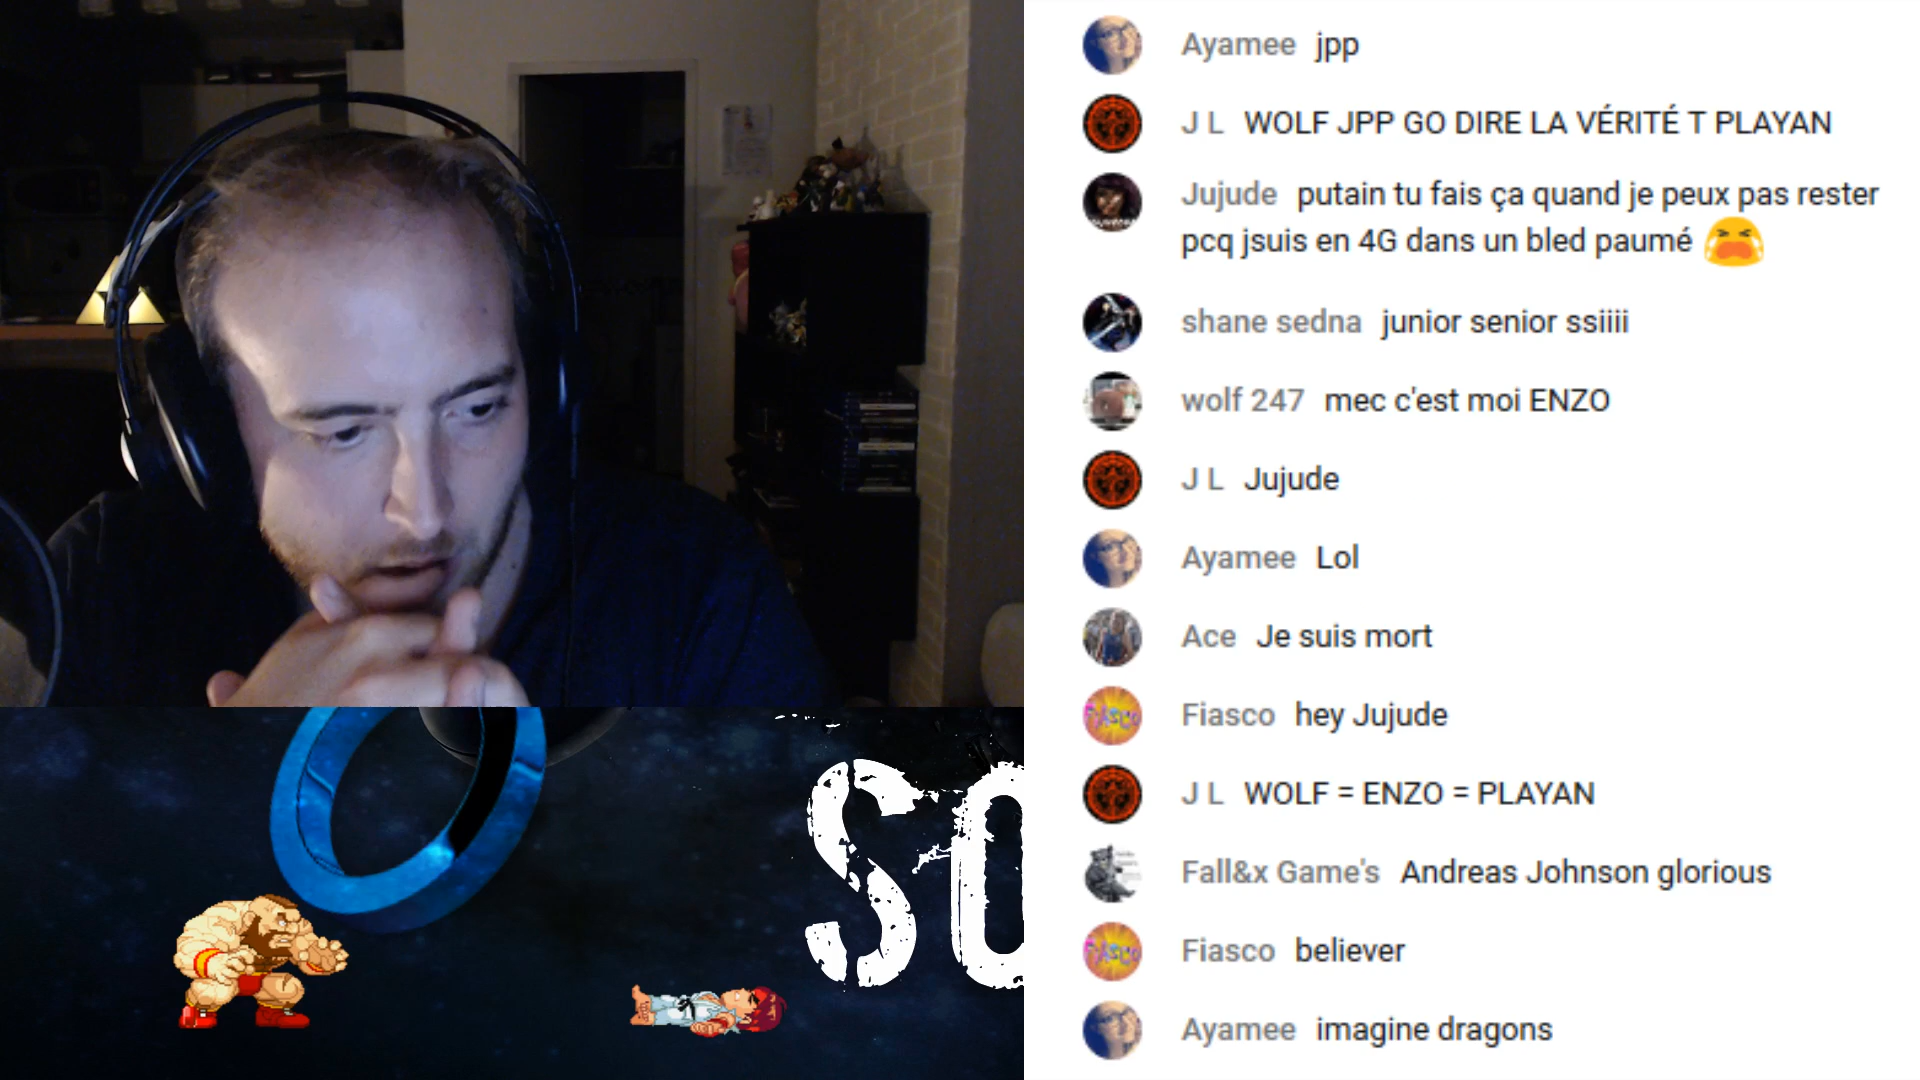 Ayamee jpp
J L WOLF JPP GO DIRE LA VÉRITÉ T PLAYAN
Jujude putain tu fais ça quand je peux pas rester
pcq jsuis en 4G dans un bled paumé
shane sedna junior senior ssiiii
wolf 247 mec c'est moi ENZO
J L Jujude
Ayamee Lol
Ace Je suis mort
Fiasco hey Jujude
J L WOLF = ENZO = PLAYAN
Fall&x Game's Andreas Johnson glorious
Fiasco believer
Ayamee imagine dragons
SO